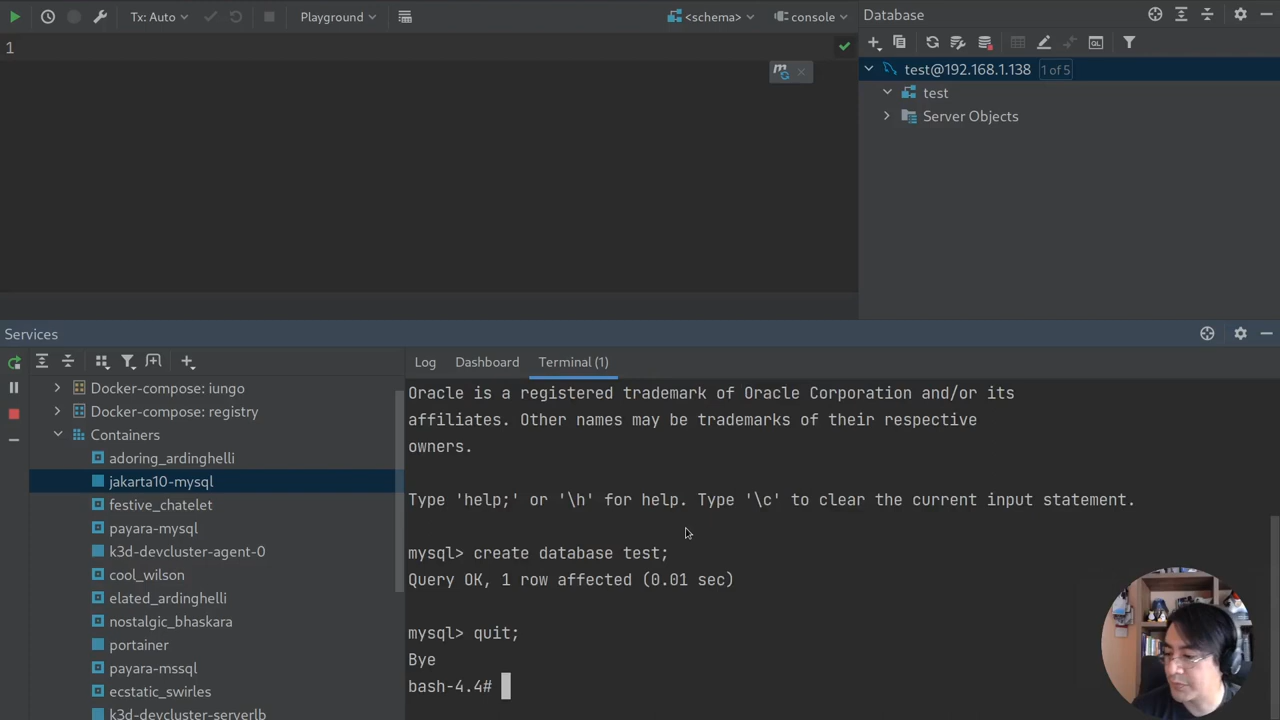 Tx: Auto
Playground
<schema>
console
Database
1
test@192.168.1.138 1 of 5
test
Server Objects
Services
Log Dashboard Terminal (1)
Docker-compose: iungo
Docker-compose: registry
Containers
adoring_ardinghelli
jakarta10-mysql
festive_chatelet
payara-mysql
k3d-devcluster-agent-0
cool_wilson
elated_ardinghelli
nostalgic_bhaskara
portainer
payara-mssql
ecstatic_swirles
k3d-devcluster-serverlb
Oracle is a registered trademark of Oracle Corporation and/or its
affiliates. Other names may be trademarks of their respective
owners.
Type 'help;' or '\h' for help. Type '\c' to clear the current input statement.
mysql> create database test;
Query OK, 1 row affected (0.01 sec)
mysql> quit;
Bye
bash-4.4#